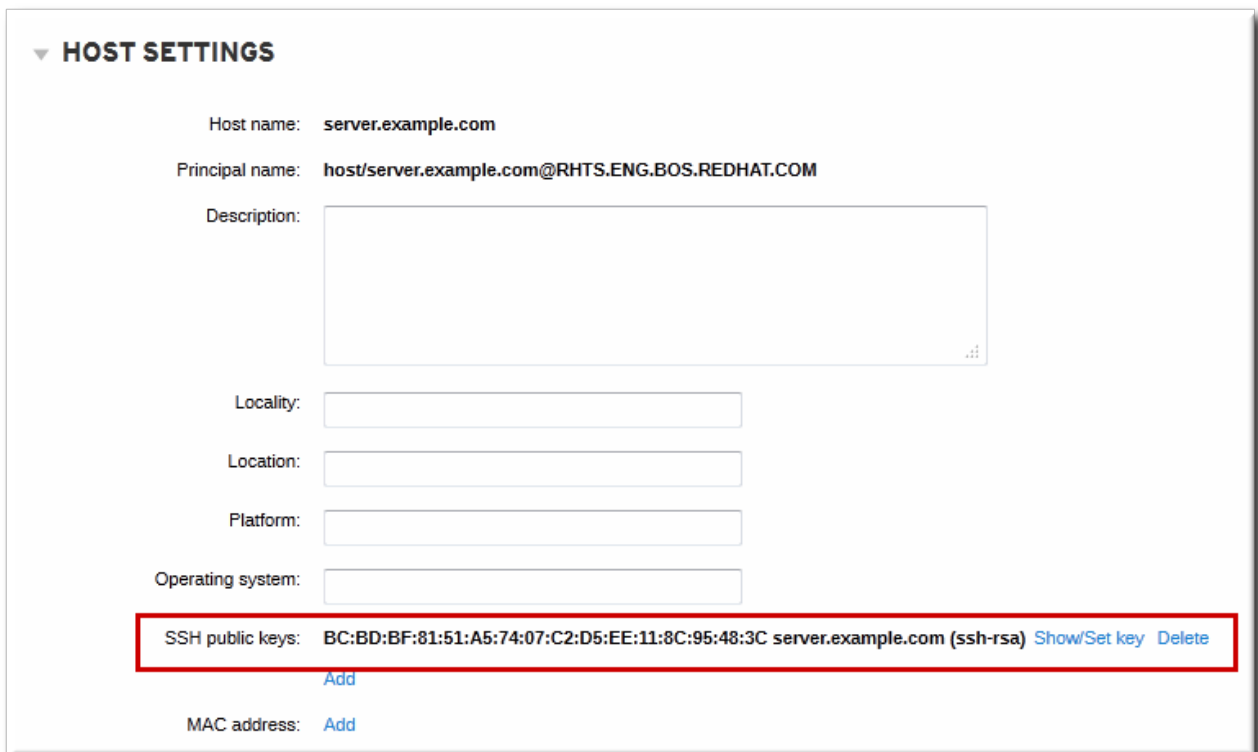 HOST SETTINGS
Host name: server.example.com
Principal name: host/server.example.com@RHTS.ENG.BOS.REDHAT.COM
Description:
Locality:
Location:
Platform:
Operating system:
SSH public keys: BC:BD:BF:81:51:A5:74:07:C2:D5:EE:11:8C:95:48:3C server.example.com (ssh-rsa) Show/Set key Delete
Add
MAC address: Add